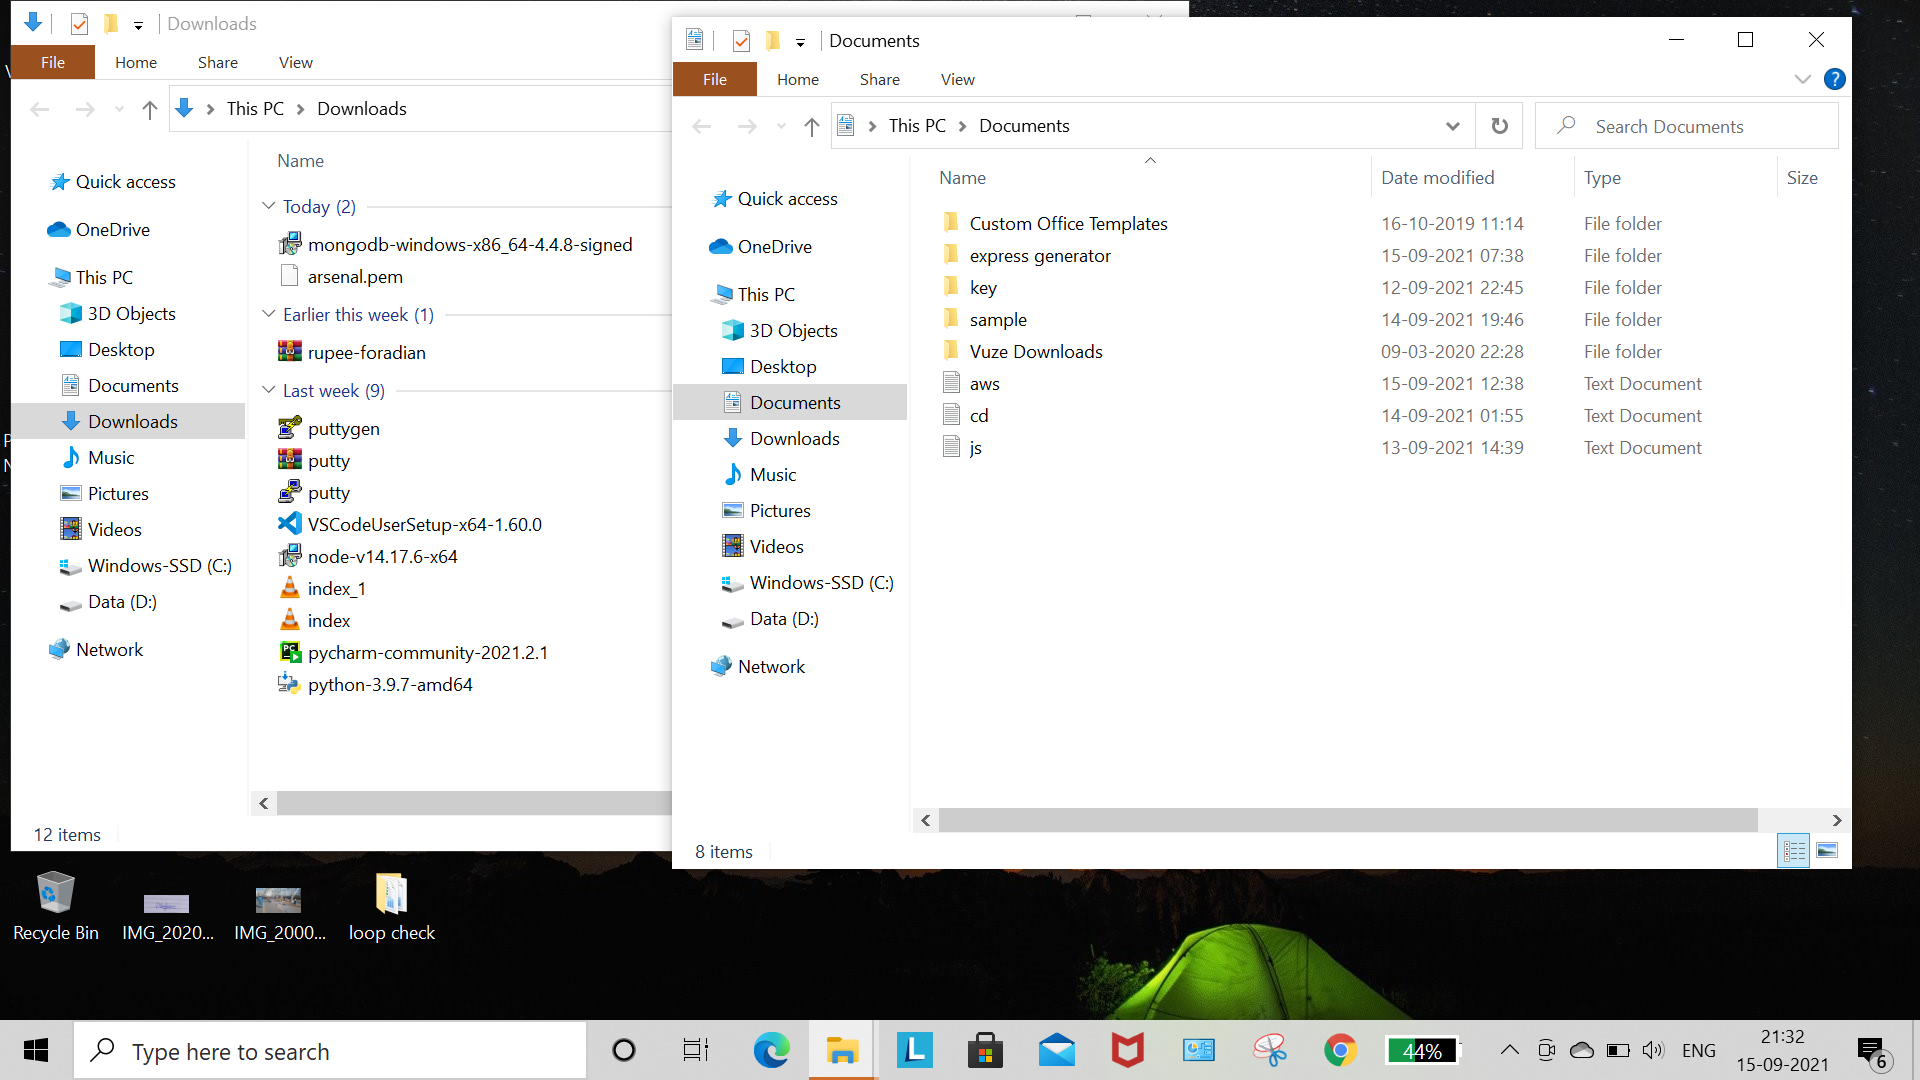 Downloads
File Home Share View
This PC Downloads
Name
Quick access
OneDrive
This PC
3D Objects
Desktop
Documents
Downloads
Music
Pictures
Videos
Windows-SSD (C:)
Data (D:)
Network
Today (2)
mongodb-windows-x86_64-4.4.8-signed
arsenal.pem
Earlier this week (1)
rupee-foradian
Last week (9)
puttygen
putty
putty
VSCodeUserSetup-x64-1.60.0
node-v14.17.6-x64
index_1
index
pycharm-community-2021.2.1
python-3.9.7-amd64
12 items
Documents
File Home Share View
?
This PC Documents
Search Documents
Quick access
OneDrive
This PC
3D Objects
Desktop
Documents
Downloads
Music
Pictures
Videos
Windows-SSD (C:)
Data (D:)
Network
Name Date modified Type Size
Custom Office Templates 16-10-2019 11:14 File folder
express generator 15-09-2021 07:38 File folder
key 12-09-2021 22:45 File folder
sample 14-09-2021 19:46 File folder
Vuze Downloads 09-03-2020 22:28 File folder
aws 15-09-2021 12:38 Text Document
cd 14-09-2021 01:55 Text Document
js 13-09-2021 14:39 Text Document
8 items
Recycle Bin
IMG_2020...
IMG_2000...
loop check
Type here to search
L
44%
ENG
21:32
15-09-2021
6